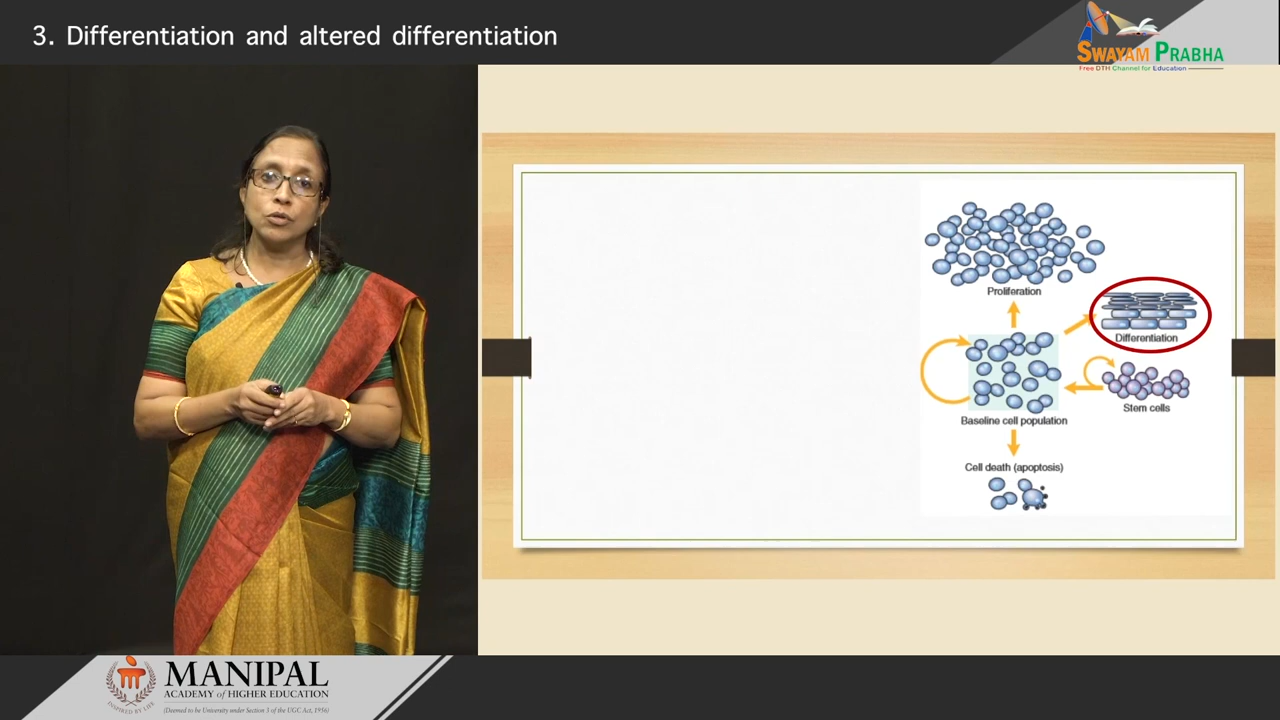 3. Differentiation and altered differentiation
SWAYAM PRABHA
Free DTH Channel for Education
Proliferation
Differentiation
Stem cells
Baseline cell population
Cell death (apoptosis)
INSPIRED BY LIFE
MANIPAL
ACADEMY of HIGHER EDUCATION
(Deemed to be University under Section 3 of the UGC Act, 1956)